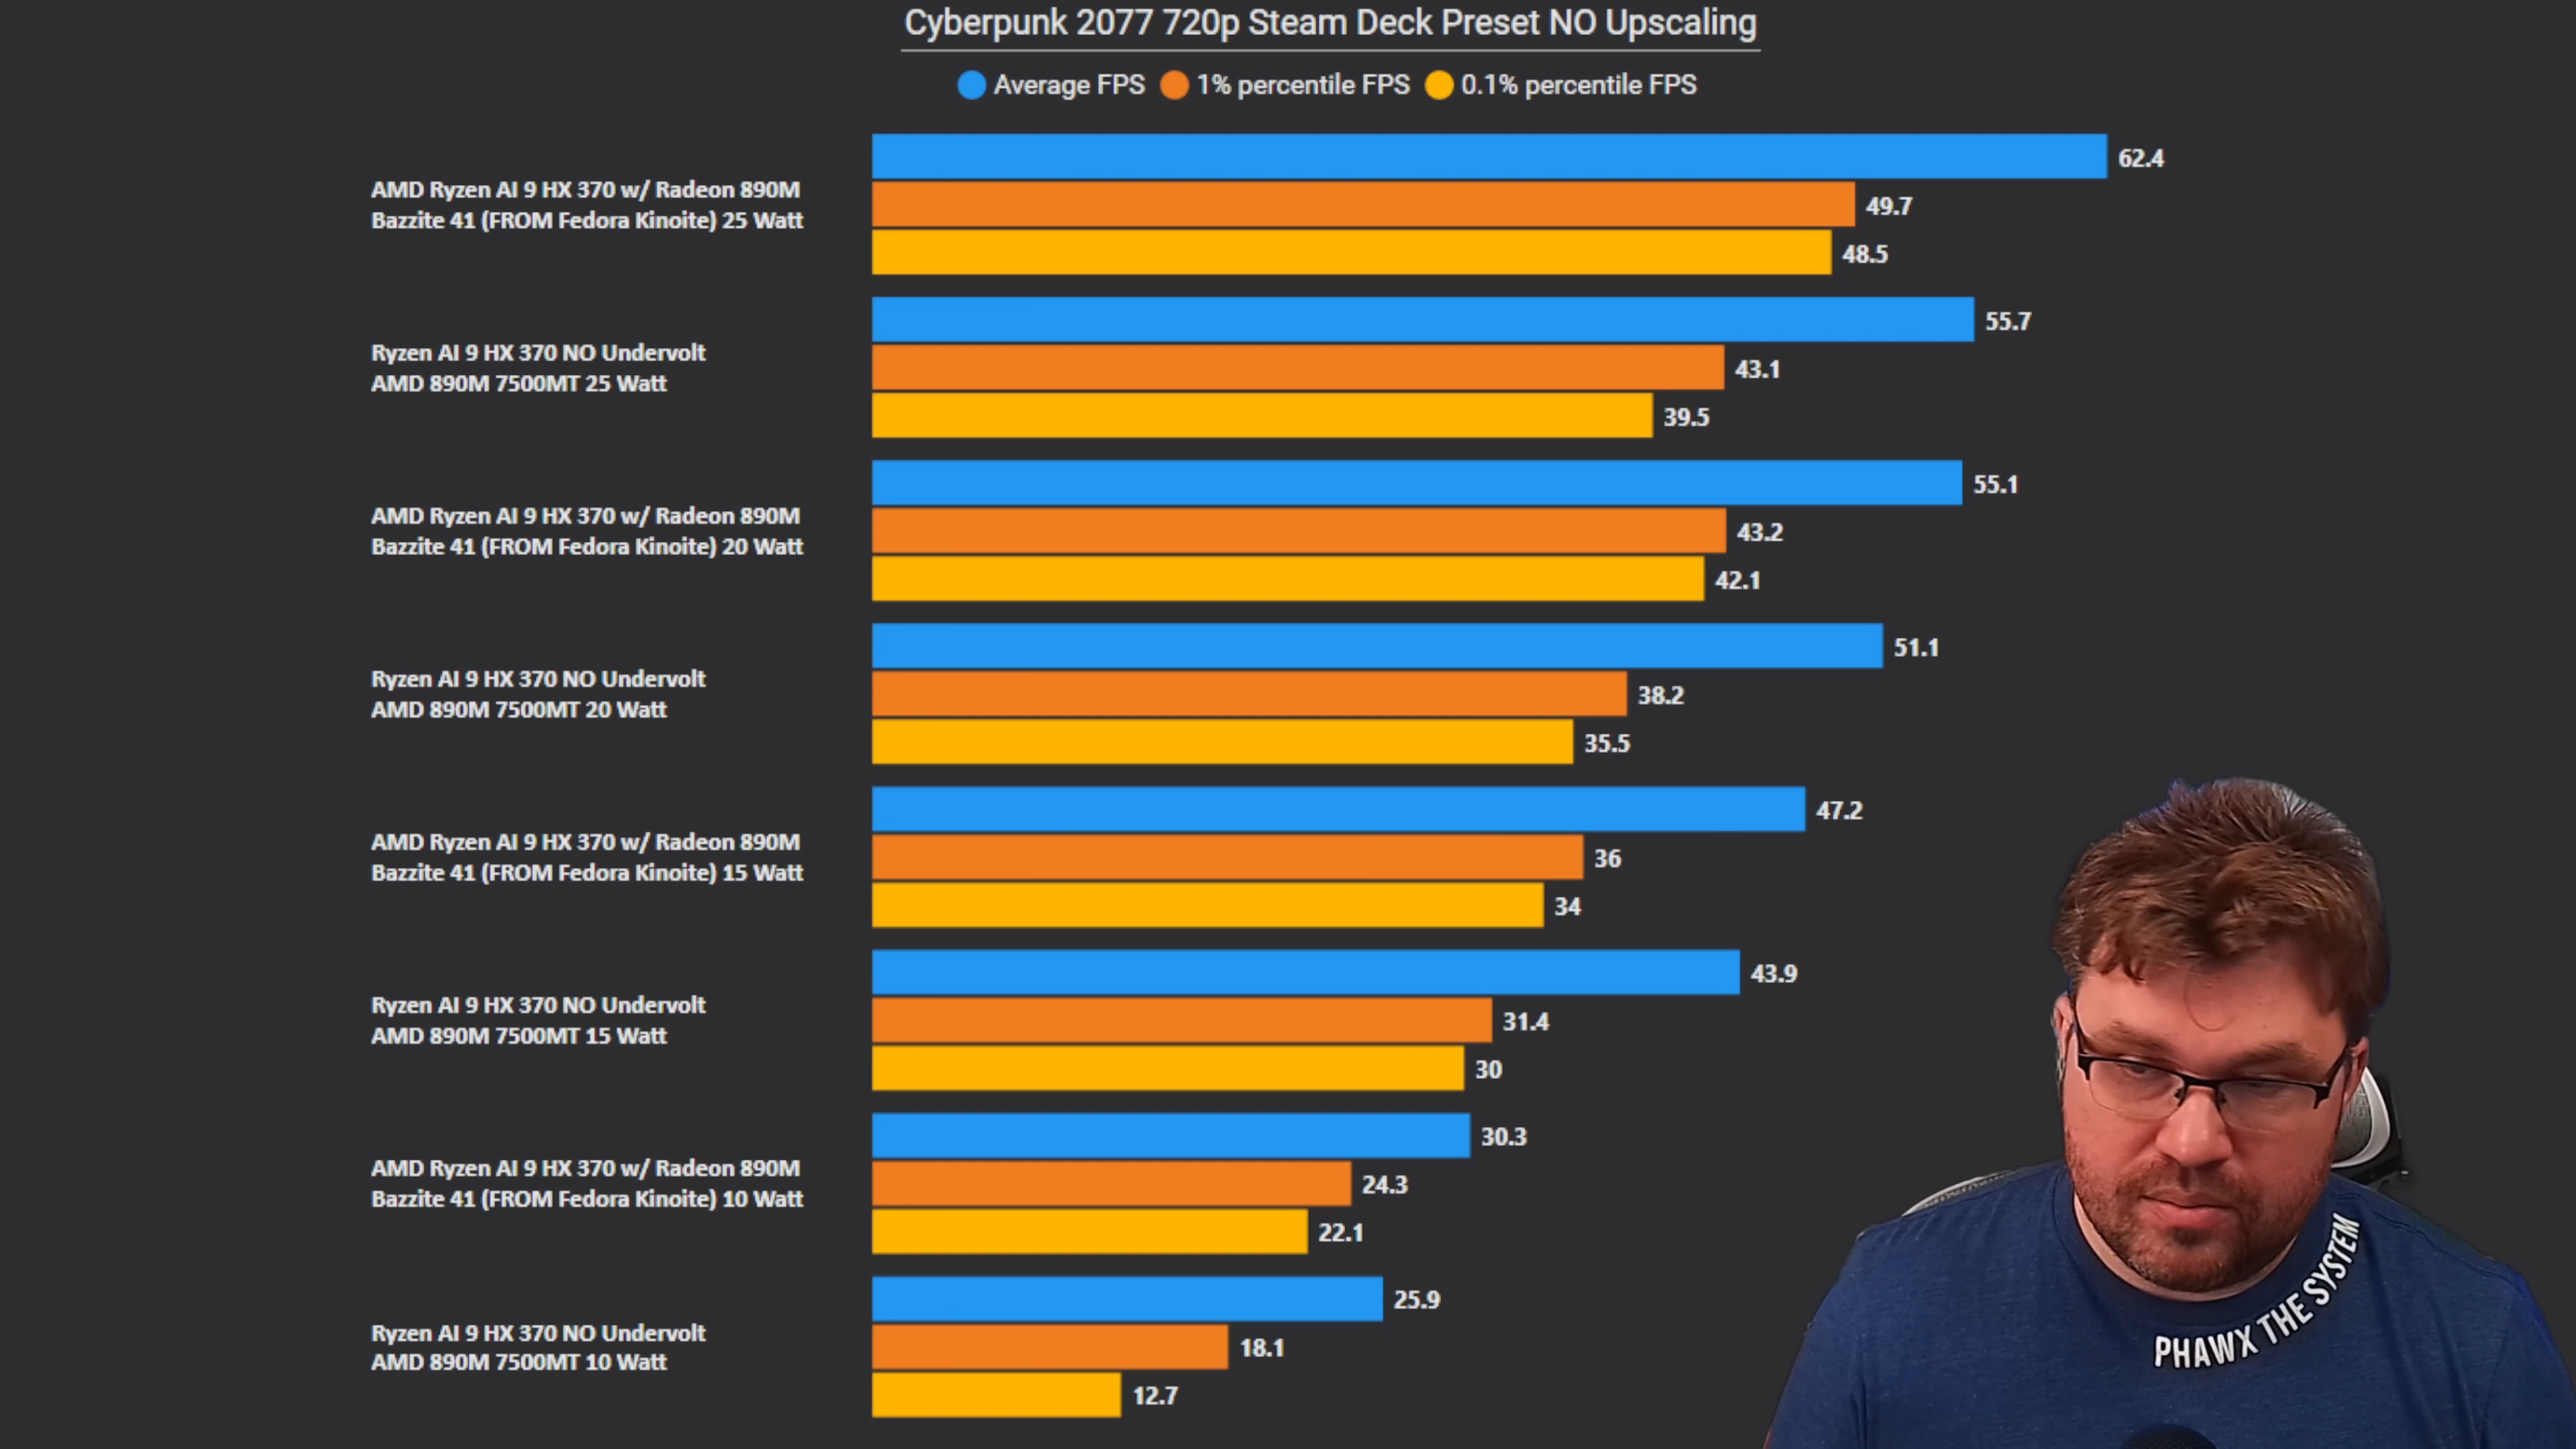 Cyberpunk 2077 720p Steam Deck Preset NO Upscaling
Average FPS 1% percentile FPS 0.1% percentile FPS
AMD Ryzen AI 9 HX 370 w/ Radeon 890M
Bazzite 41 (FROM Fedora Kinoite) 25 Watt
62.4
49.7
48.5
Ryzen AI 9 HX 370 NO Undervolt
AMD 890M 7500MT 25 Watt
55.7
43.1
39.5
AMD Ryzen AI 9 HX 370 w/ Radeon 890M
Bazzite 41 (FROM Fedora Kinoite) 20 Watt
55.1
43.2
42.1
Ryzen AI 9 HX 370 NO Undervolt
AMD 890M 7500MT 20 Watt
51.1
38.2
35.5
AMD Ryzen AI 9 HX 370 w/ Radeon 890M
Bazzite 41 (FROM Fedora Kinoite) 15 Watt
47.2
36
34
Ryzen AI 9 HX 370 NO Undervolt
AMD 890M 7500MT 15 Watt
43.9
31.4
30
AMD Ryzen AI 9 HX 370 w/ Radeon 890M
Bazzite 41 (FROM Fedora Kinoite) 10 Watt
30.3
24.3
22.1
Ryzen AI 9 HX 370 NO Undervolt
AMD 890M 7500MT 10 Watt
25.9
18.1
12.7
PHAWX THE SYSTEM